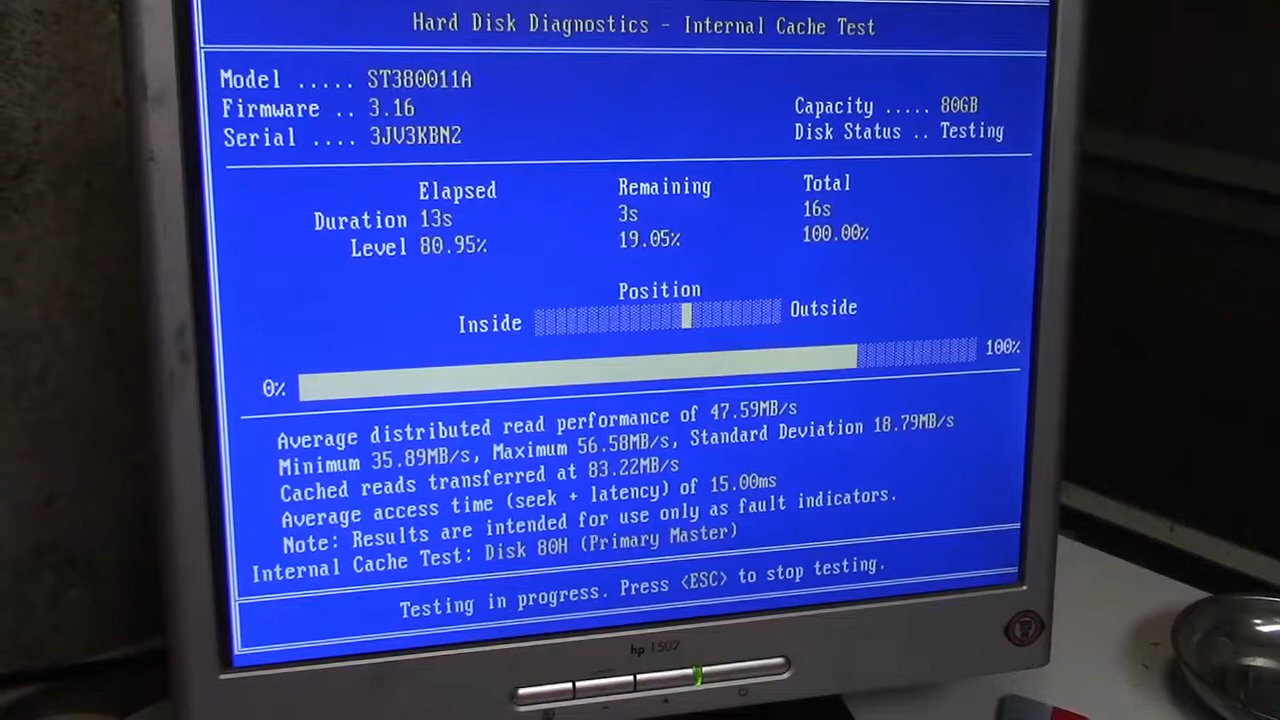 Hard Disk Diagnostics - Internal Cache Test
Model ..... ST380011A
Firmware .. 3.16
Capacity ..... 80GB
Serial .... 3JV3KBN2
Disk Status .. Testing
Elapsed Remaining Total
Duration 13s 3s 16s
Level 80.95% 19.05% 100.00%
Position
Inside Outside
0% 100%
Average distributed read performance of 47.59MB/s
Minimum 35.89MB/s, Maximum 56.58MB/s, Standard Deviation 18.79MB/s
Cached reads transferred at 83.22MB/s
Average access time (seek + latency) of 15.00ms
Note: Results are intended for use only as fault indicators.
Internal Cache Test: Disk 80H (Primary Master)
Testing in progress. Press <ESC> to stop testing.
hp 1502